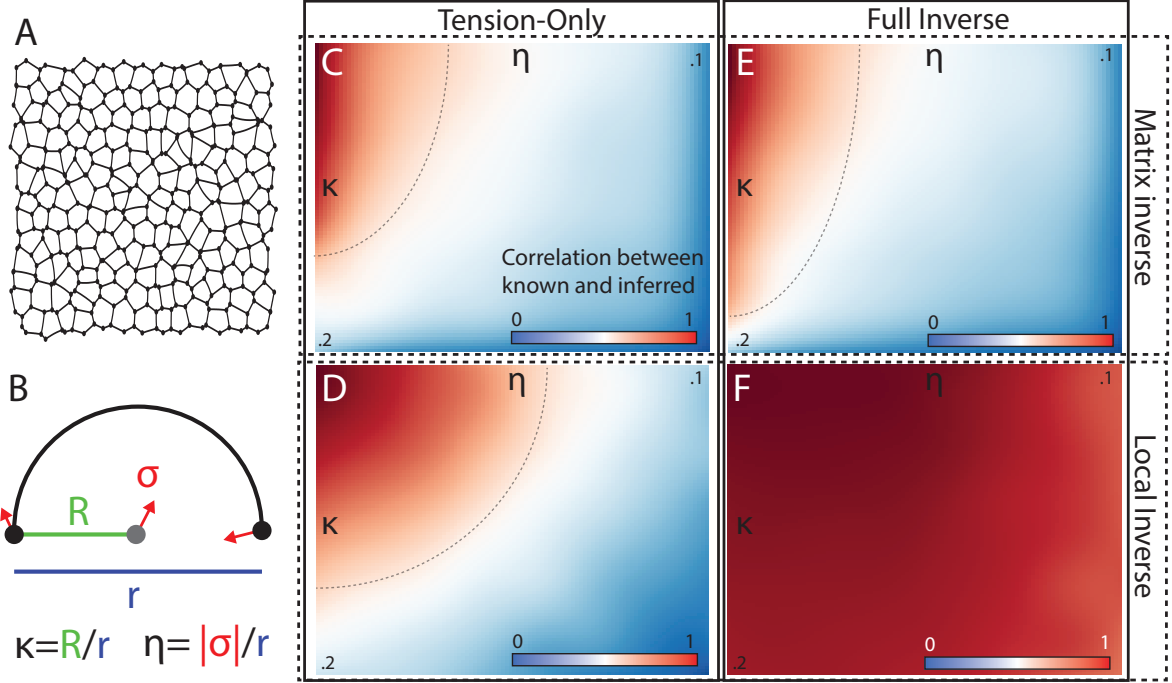 A
B
σ
R
r
κ=R/r η=|σ|/r
Tension-Only
Full Inverse
C
η
.1
κ
Correlation between
known and inferred
0
1
.2
E
η
.1
κ
0
1
.2
Matrix inverse
D
η
.1
κ
0
1
.2
F
η
.1
κ
0
1
.2
Local Inverse